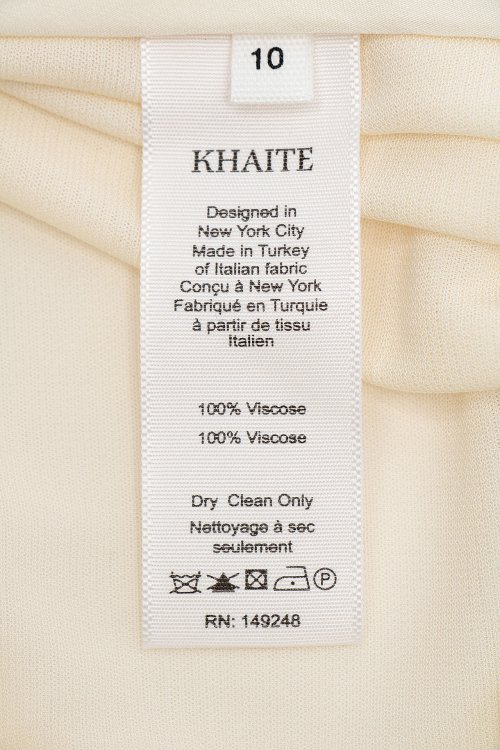 10
KHAITE
Designed in
New York City
Made in Turkey
of Italian fabric
Conçu à New York
Fabriqué en Turquie
à partir de tissu
Italien
100% Viscose
100% Viscose
Dry Clean Only
Nettoyage à sec
seulement
P
RN: 149248